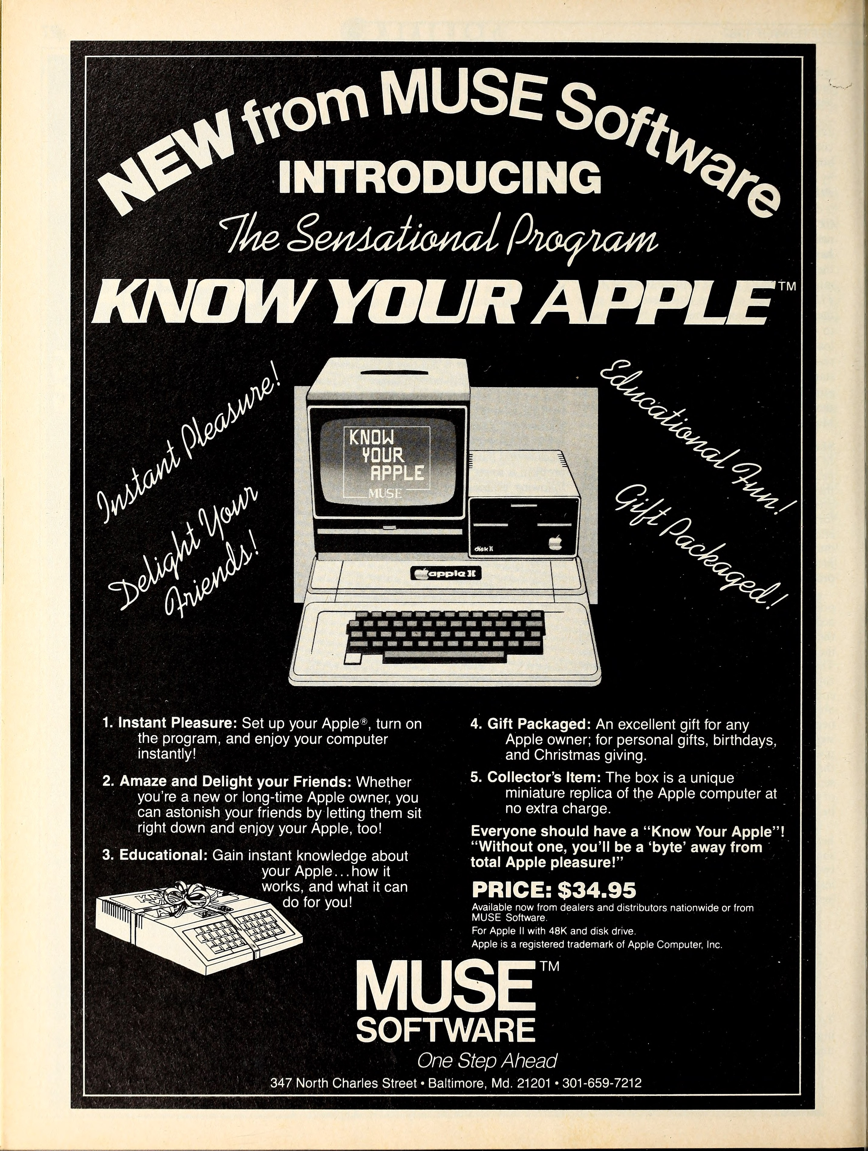 NEW from MUSE Software
INTRODUCING
The Sensational Program
KNOW YOUR APPLE™
Instant Pleasure!
Delight Your
Friends!
Educational Fun!
Gift Packaged!
KNOW
YOUR
APPLE
MUSE
disk II
apple II
1. Instant Pleasure: Set up your Apple®, turn on
the program, and enjoy your computer
instantly!
2. Amaze and Delight your Friends: Whether
you're a new or long-time Apple owner, you
can astonish your friends by letting them sit
right down and enjoy your Apple, too!
3. Educational: Gain instant knowledge about
your Apple...how it
works, and what it can
do for you!
4. Gift Packaged: An excellent gift for any
Apple owner; for personal gifts, birthdays,
and Christmas giving.
5. Collector's Item: The box is a unique
miniature replica of the Apple computer at
no extra charge.
Everyone should have a "Know Your Apple"!
"Without one, you'll be a 'byte' away from
total Apple pleasure!"
PRICE: $34.95
Available now from dealers and distributors nationwide or from
MUSE Software.
For Apple II with 48K and disk drive.
Apple is a registered trademark of Apple Computer, Inc.
MUSE™
SOFTWARE
One Step Ahead
347 North Charles Street • Baltimore, Md. 21201 • 301-659-7212